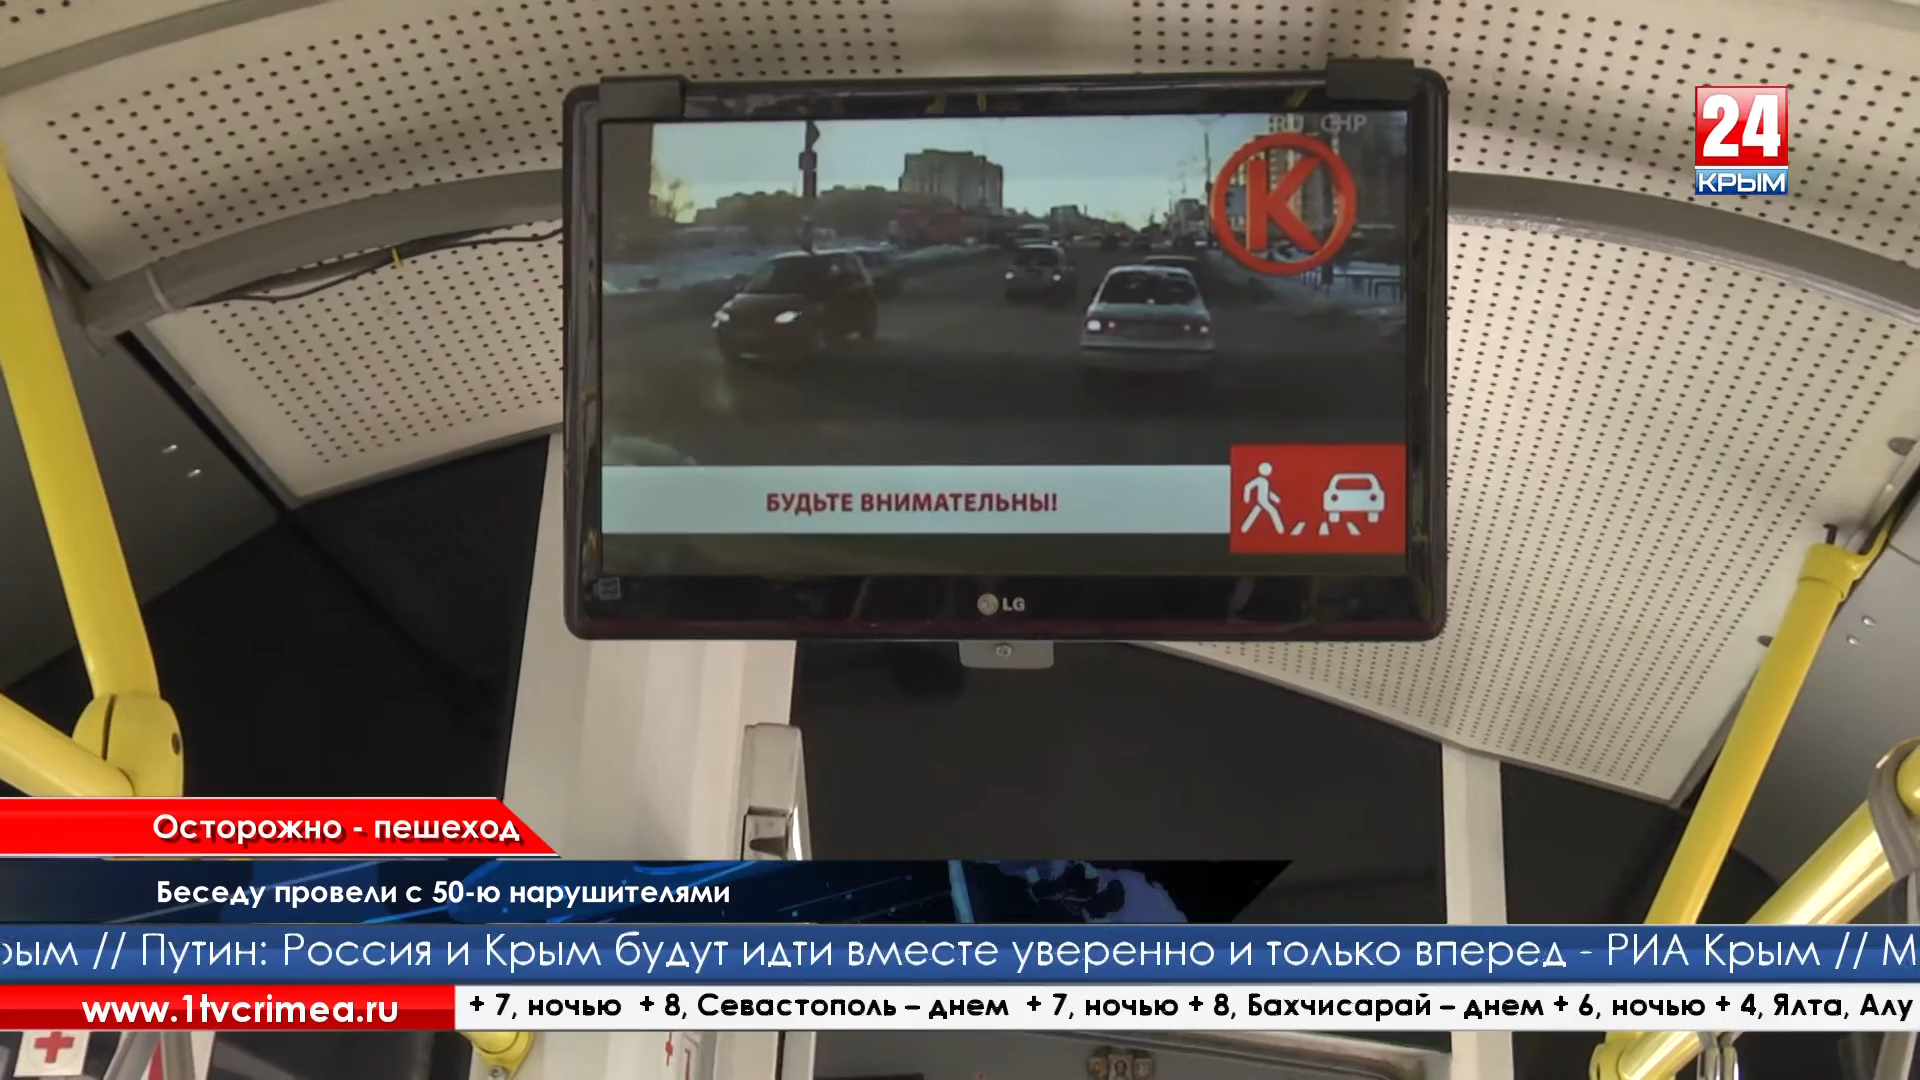 RU_CHP
K
24
КРЫМ
БУДЬТЕ ВНИМАТЕЛЬНЫ!
LG
Осторожно - пешеход
Беседу провели с 50-ю нарушителями
рым // Путин: Россия и Крым будут идти вместе уверенно и только вперед - РИА Крым // М
www.1tvcrimea.ru
+ 7, ночью + 8, Севастополь – днем + 7, ночью + 8, Бахчисарай – днем + 6, ночью + 4, Ялта, Алу